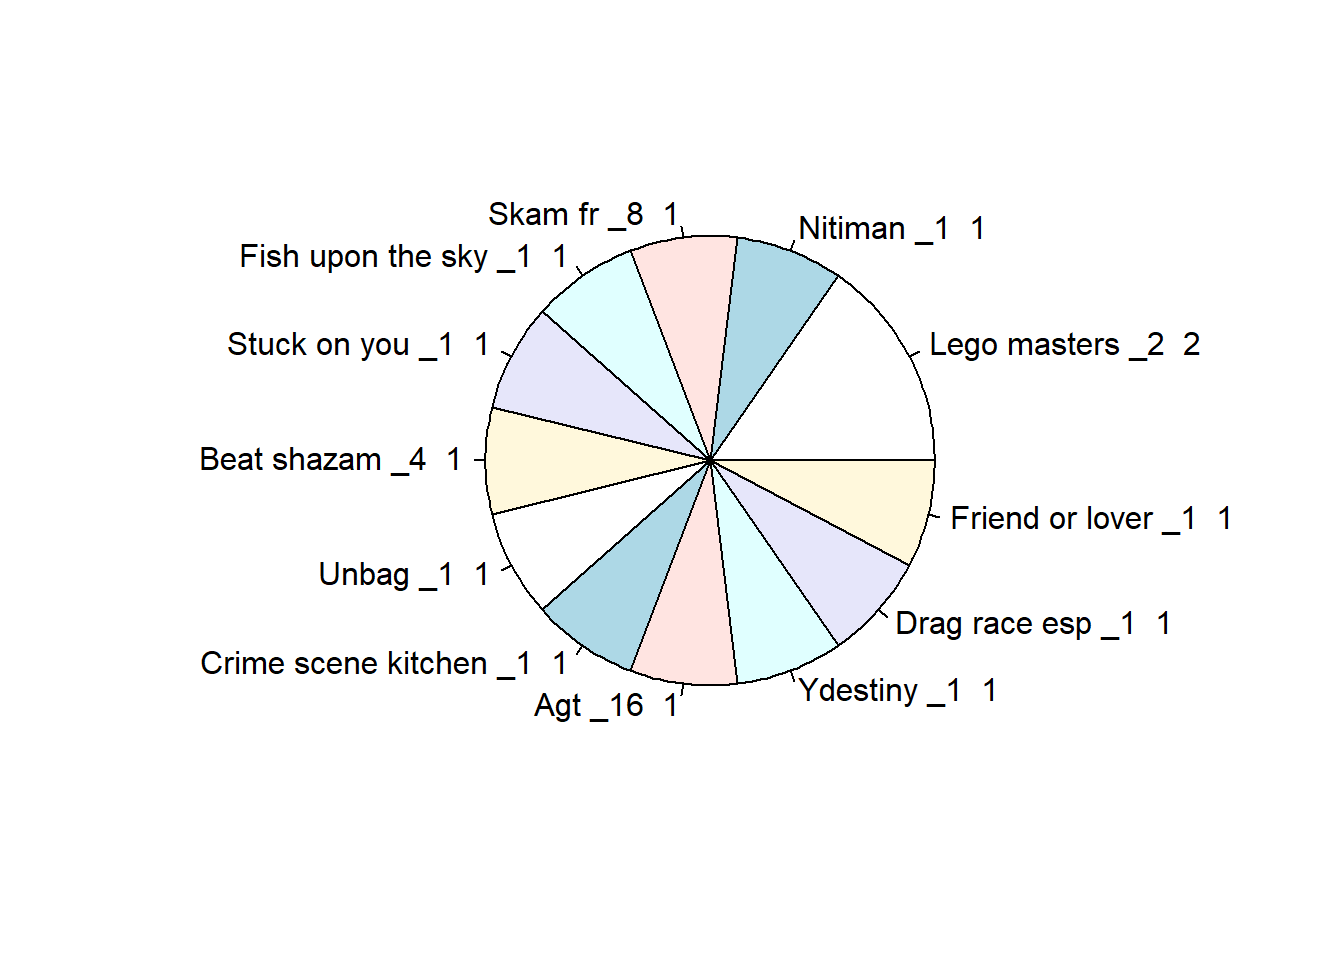 Skam fr _8  1
Nitiman _1  1
Fish upon the sky _1  1
Stuck on you _1  1
Lego masters _2  2
Beat shazam _4  1
Friend or lover _1  1
Unbag _1  1
Drag race esp _1  1
Crime scene kitchen _1  1
Ydestiny _1  1
Agt _16  1